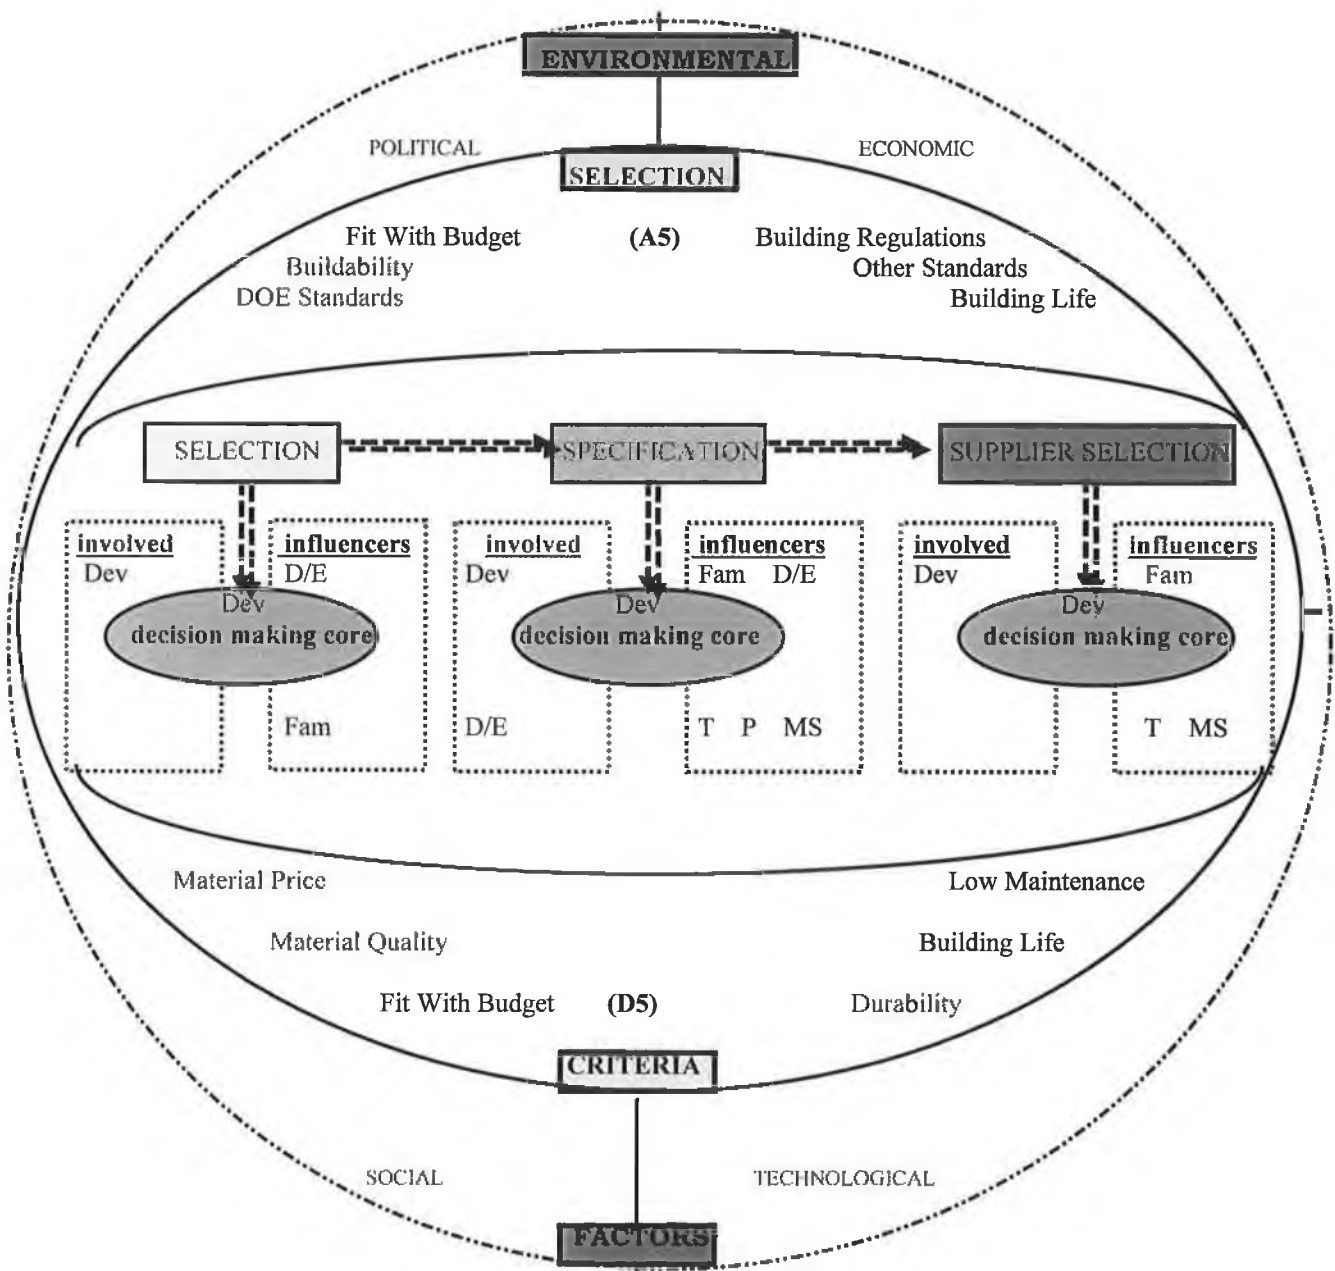 ENVIRONMENTAL
POLITICAL ECONOMIC
SELECTION
Fit With Budget (A5) Building Regulations
Buildability Other Standards
DOE Standards Building Life
SELECTION SPECIFICATION SUPPLIER SELECTION
involved influencers involved influencers involved influencers
Dev D/E Dev Fam D/E Dev Fam
Dev Dev Dev
decision making core decision making core decision making core
Fam D/E T P MS T MS
Material Price Low Maintenance
Material Quality Building Life
Fit With Budget (D5) Durability
CRITERIA
SOCIAL TECHNOLOGICAL
FACTORS